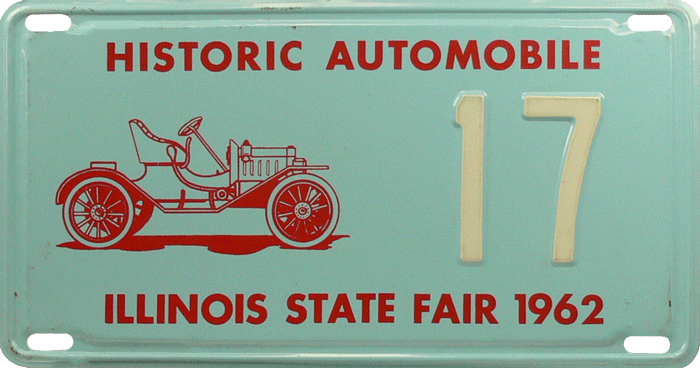 HISTORIC AUTOMOBILE
17
ILLINOIS STATE FAIR 1962